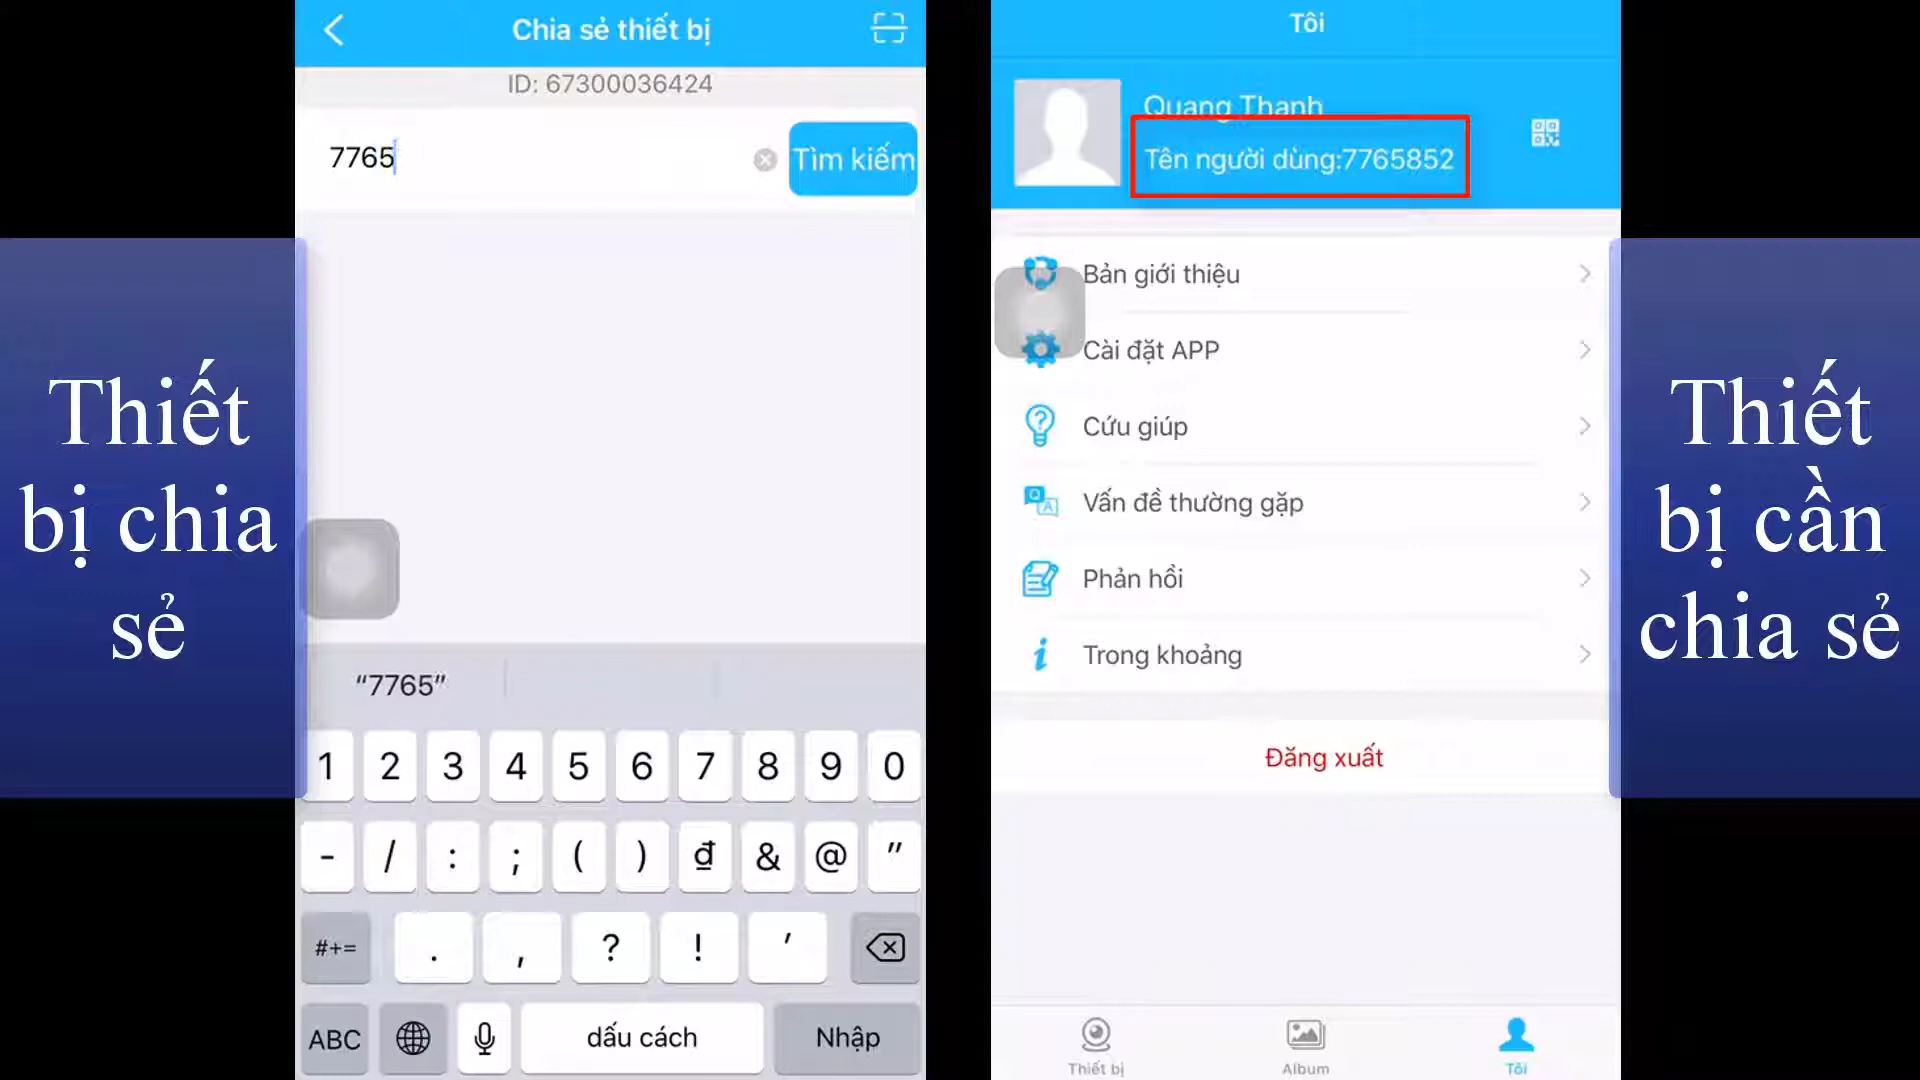 Thiết
bị chia
sẻ
Chia sẻ thiết bị
ID: 67300036424
7765
Tìm kiếm
“7765”
1 2 3 4 5 6 7 8 9 0
- / : ; ( ) ₫ & @ "
#+= . , ? ! ′
ABC dấu cách Nhập
Tôi
Quang Thanh
Tên người dùng:7765852
Bản giới thiệu
Cài đặt APP
Cứu giúp
Q A Vấn đề thường gặp
Phản hồi
Trong khoảng
Đăng xuất
Thiết bị Album Tôi
Thiết
bị cần
chia sẻ